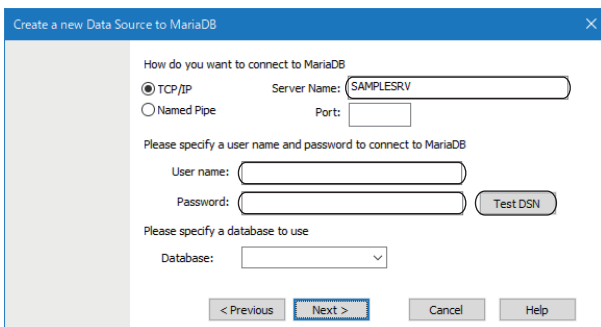 Create a new Data Source to MariaDB
How do you want to connect to MariaDB
TCP/IP Server Name: SAMPLESRV
Named Pipe Port:
Please specify a user name and password to connect to MariaDB
User name:
Password: Test DSN
Please specify a database to use
Database:
< Previous Next > Cancel Help